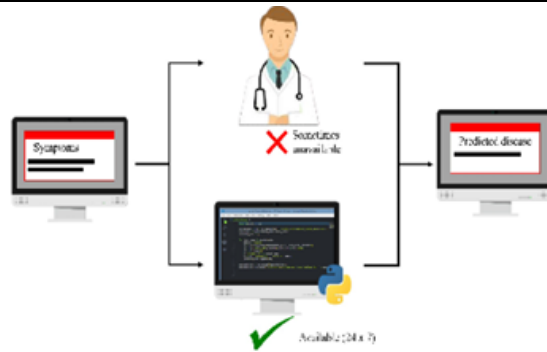 Symptoms
Sometimes
unavailable
Predicted disease
Available (24 x 7)